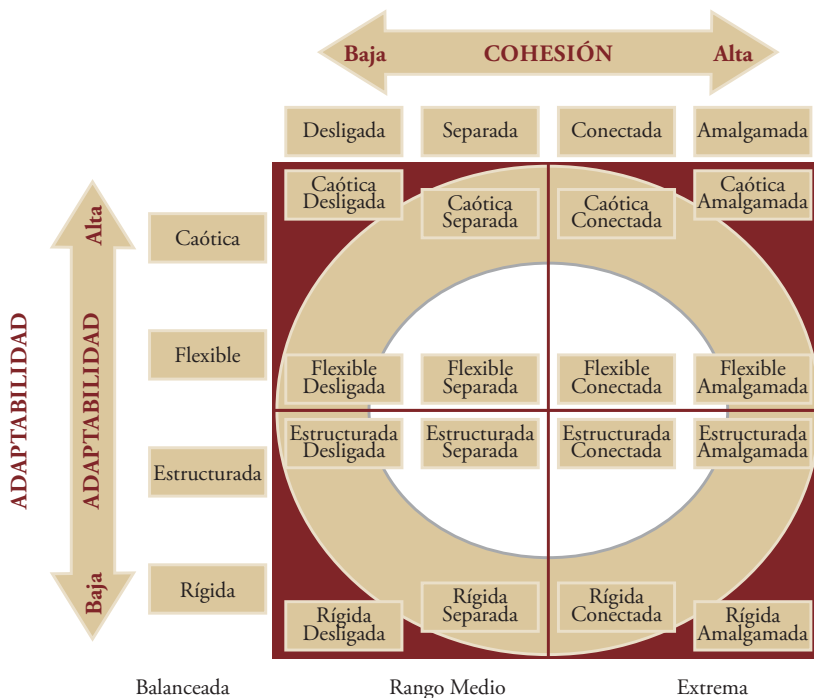 Baja COHESIÓN Alta
Desligada Separada Conectada Amalgamada
Caótica
Desligada
Caótica
Separada
Caótica
Conectada
Caótica
Amalgamada
ADAPTABILIDAD
Alta
ADAPTABILIDAD
Baja
Caótica
Flexible
Estructurada
Rígida
Flexible
Desligada
Flexible
Separada
Flexible
Conectada
Flexible
Amalgamada
Estructurada
Desligada
Estructurada
Separada
Estructurada
Conectada
Estructurada
Amalgamada
Rígida
Desligada
Rígida
Separada
Rígida
Conectada
Rígida
Amalgamada
Balanceada Rango Medio Extrema